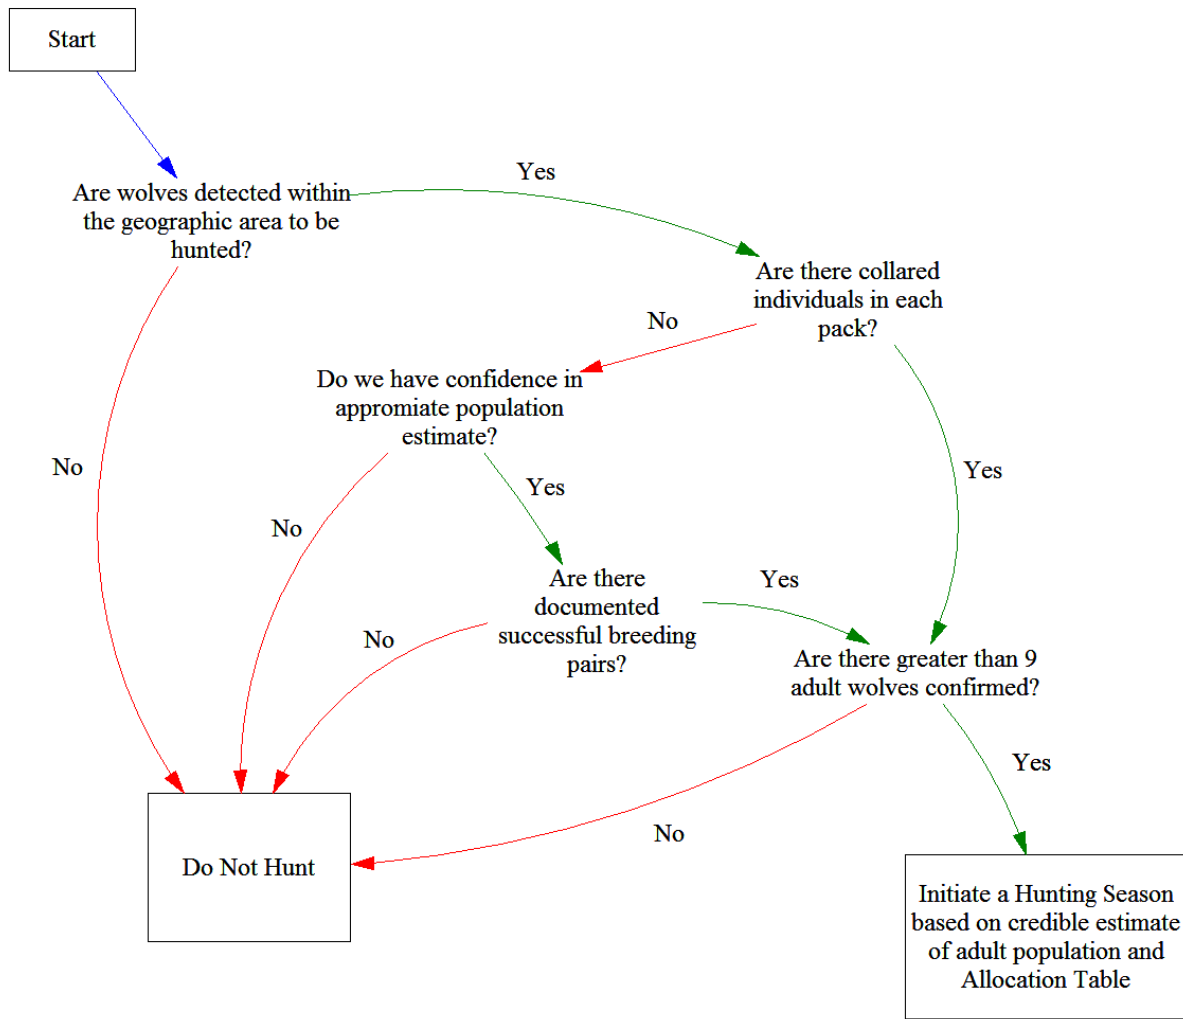 Start
Yes
Are wolves detected within
the geographic area to be
hunted?
Are there collared
individuals in each
pack?
No
Do we have confidence in
appromiate population
estimate?
No
Yes
Yes
No
Are there
documented
successful breeding
pairs?
Yes
No
Are there greater than 9
adult wolves confirmed?
Yes
No
Do Not Hunt
Initiate a Hunting Season
based on credible estimate
of adult population and
Allocation Table